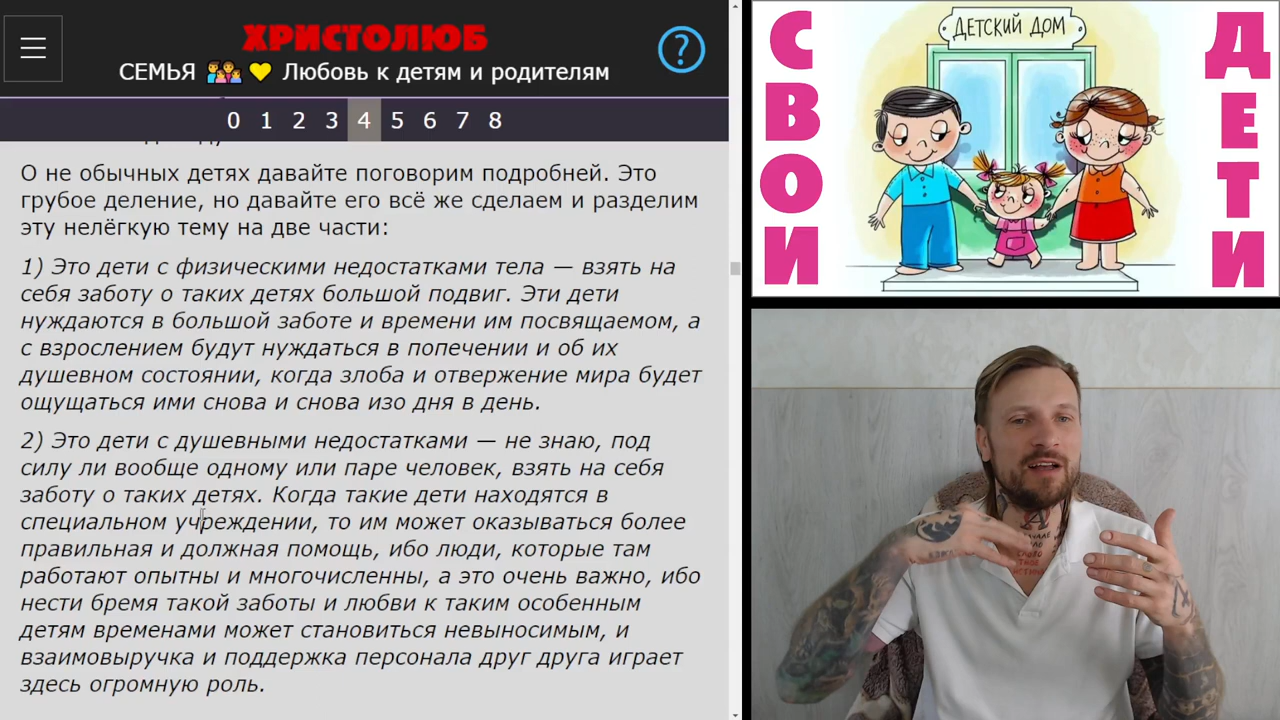 ХРИСТОЛЮБ
СЕМЬЯ Любовь к детям и родителям
0 1 2 3 4 5 6 7 8
О не обычных детях давайте поговорим подробней. Это
грубое деление, но давайте его всё же сделаем и разделим
эту нелёгкую тему на две части:
1) Это дети с физическими недостатками тела — взять на
себя заботу о таких детях большой подвиг. Эти дети
нуждаются в большой заботе и времени им посвящаемом, а
с взрослением будут нуждаться в попечении и об их
душевном состоянии, когда злоба и отвержение мира будет
ощущаться ими снова и снова изо дня в день.
2) Это дети с душевными недостатками — не знаю, под
силу ли вообще одному или паре человек, взять на себя
заботу о таких детях. Когда такие дети находятся в
специальном учреждении, то им может оказываться более
правильная и должная помощь, ибо люди, которые там
работают опытны и многочисленны, а это очень важно, ибо
нести бремя такой заботы и любви к таким особенным
детям временами может становиться невыносимым, и
взаимовыручка и поддержка персонала друг друга играет
здесь огромную роль.
СВОИ
ДЕТИ
ДЕТСКИЙ ДОМ